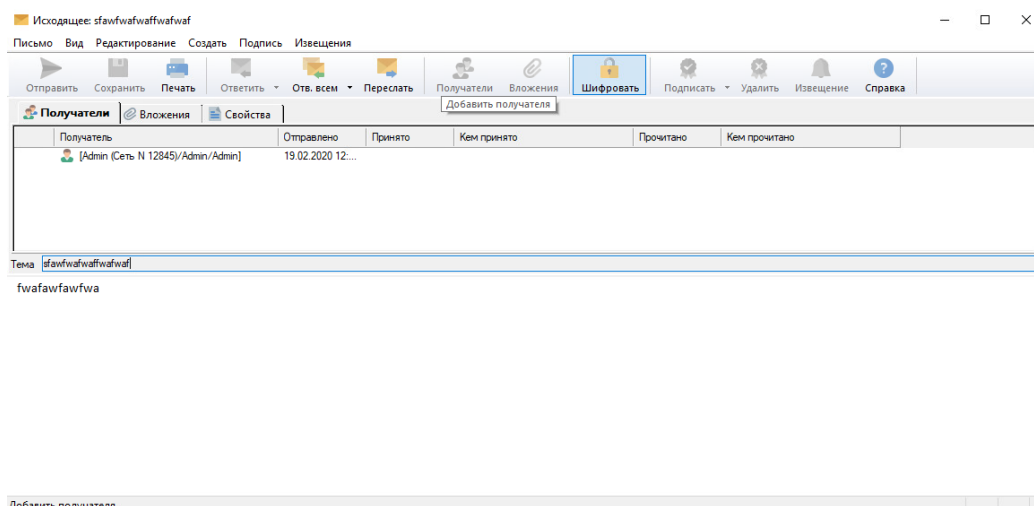 Исходящее: sfawfwafwaffwafwaf
Письмо Вид Редактирование Создать Подпись Извещения
Отправить Сохранить Печать Ответить Отв. всем Переслать Получатели Вложения Шифровать Подписать Удалить Извещение Справка
Добавить получателя
Получатели Вложения Свойства
Получатель Отправлено Принято Кем принято Прочитано Кем прочитано
[Admin (Сеть N 12845)/Admin/Admin] 19.02.2020 12:...
Тема sfawfwafwaffwafwaf
fwafawfawfwa
Добавить получателя